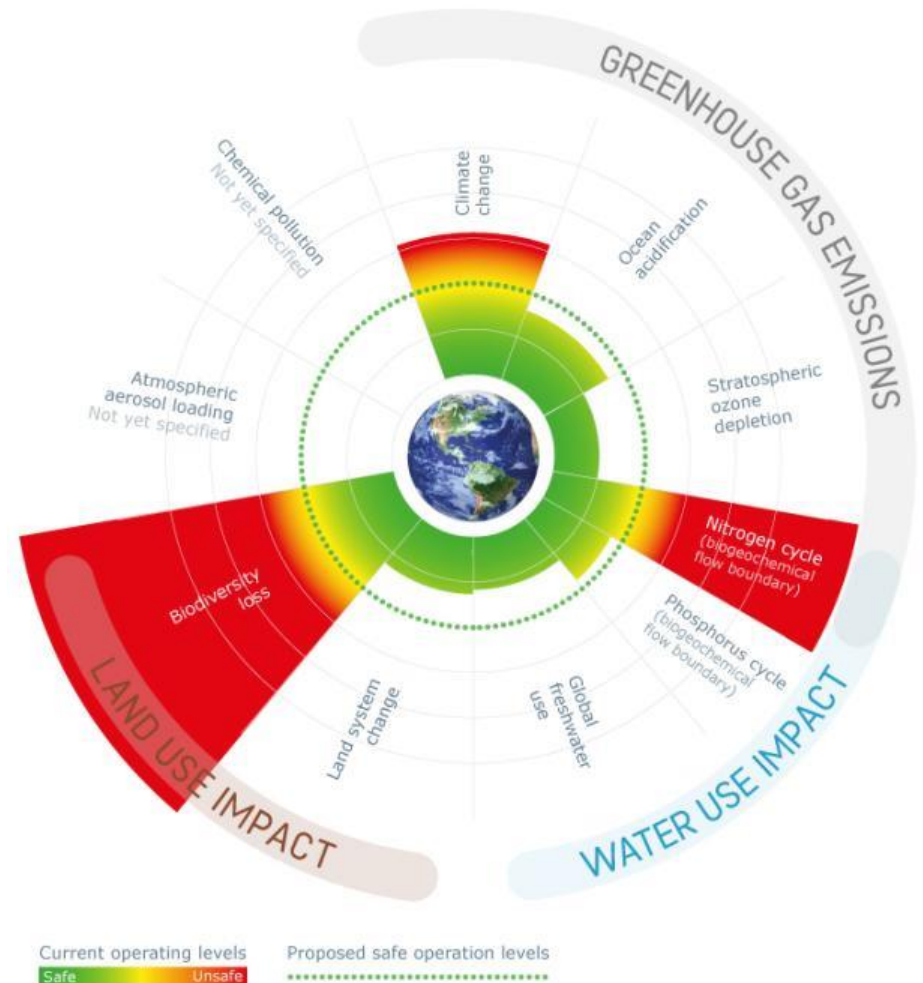 GREENHOUSE GAS EMISSIONS
Climate
change
Ocean
acidification
Stratospheric
ozone
depletion
Nitrogen cycle
(biogeochemical
flow boundary)
Phosphorus cycle
(biogeochemical
flow boundary)
WATER USE IMPACT
Global
freshwater
use
Land system
change
LAND USE IMPACT
Biodiversity
loss
Atmospheric
aerosol loading
Not yet specified
Chemical pollution
Not yet specified
Current operating levels
Safe
Unsafe
Proposed safe operation levels